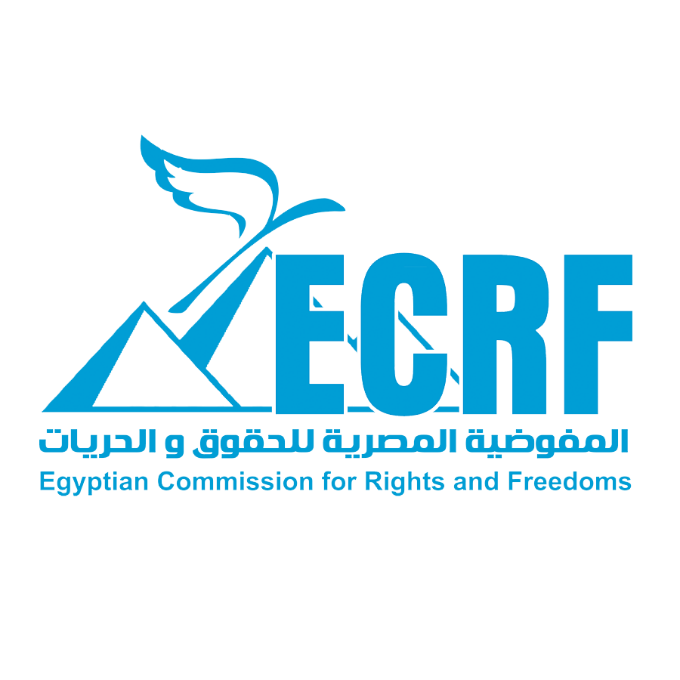 ECRF
المفوضية المصرية للحقوق و الحريات
Egyptian Commission for Rights and Freedoms